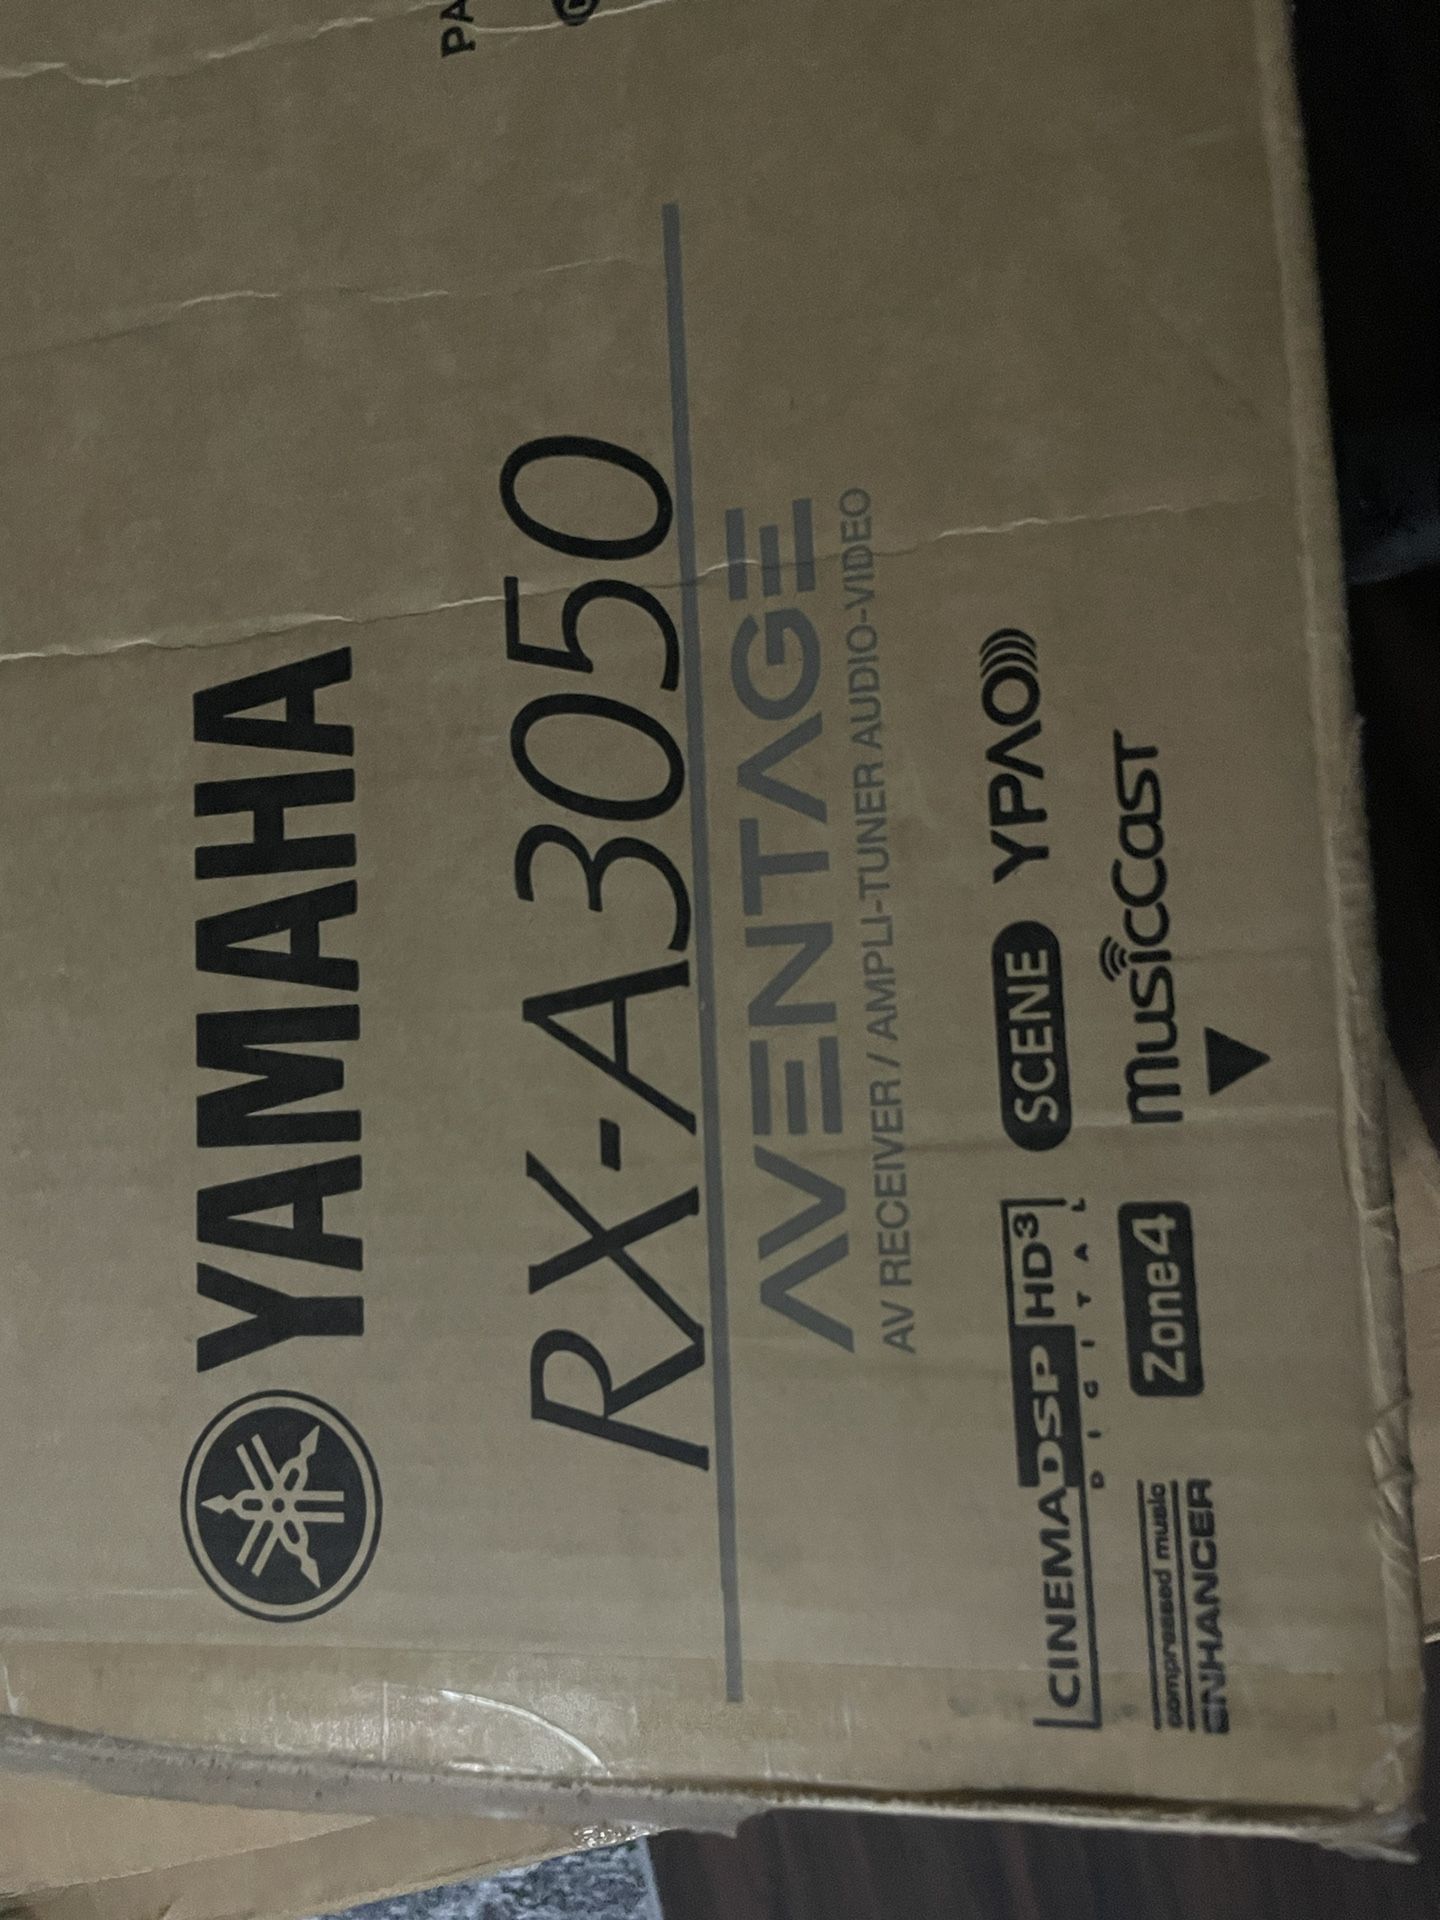 PA
YAMAHA
RX-A3050
AVENTAGE
AV RECEIVER / AMPLI-TUNER AUDIO-VIDEO
CINEMA DSP HD³ SCENE YPAO
DIGITAL
compressed music ENHANCER Zone4 musiccast